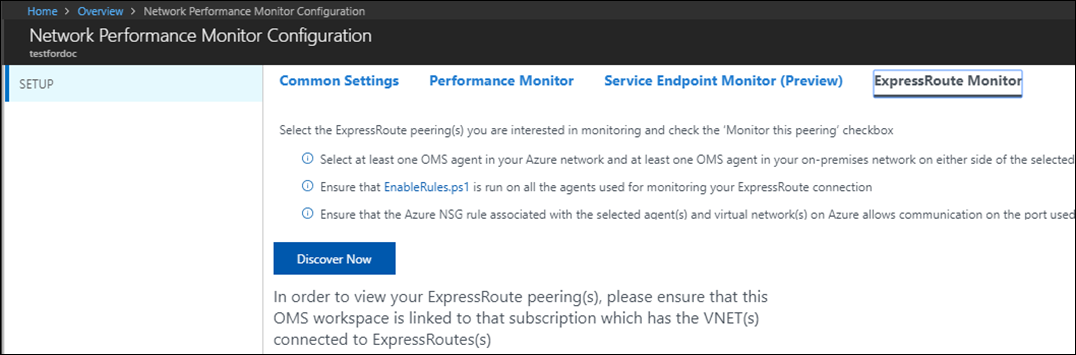 Home > Overview > Network Performance Monitor Configuration
Network Performance Monitor Configuration
testfordoc
SETUP
Common Settings Performance Monitor Service Endpoint Monitor (Preview) ExpressRoute Monitor
Select the ExpressRoute peering(s) you are interested in monitoring and check the 'Monitor this peering' checkbox
Select at least one OMS agent in your Azure network and at least one OMS agent in your on-premises network on either side of the selected
Ensure that EnableRules.ps1 is run on all the agents used for monitoring your ExpressRoute connection
Ensure that the Azure NSG rule associated with the selected agent(s) and virtual network(s) on Azure allows communication on the port used
Discover Now
In order to view your ExpressRoute peering(s), please ensure that this
OMS workspace is linked to that subscription which has the VNET(s)
connected to ExpressRoutes(s)